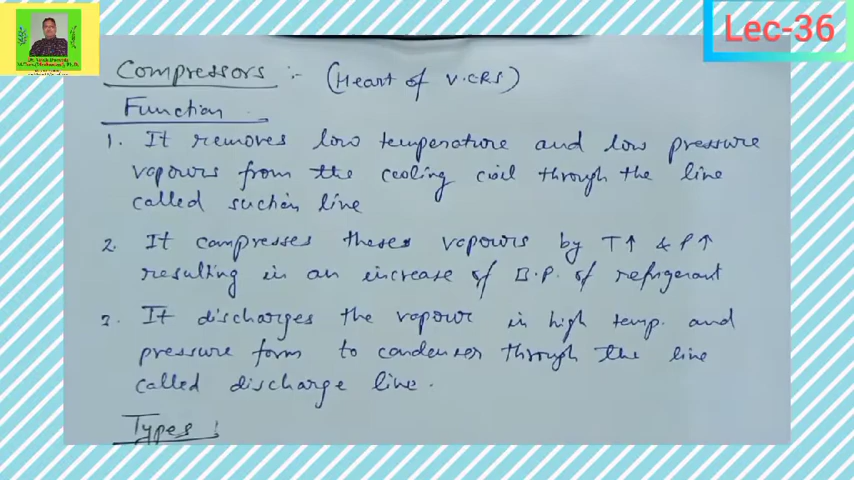 Lec-36
Compressors :- (Heart of V.CRS)
Function
1. It removes low temperature and low pressure
vapours from the cooling coil through the line
called suction line
2. It compresses theses vapours by T↑ & P↑
resulting in an increase of B.P. of refrigerant
3. It discharges the vapour in high temp. and
pressure form to condenser through the line
called discharge line.
Types :